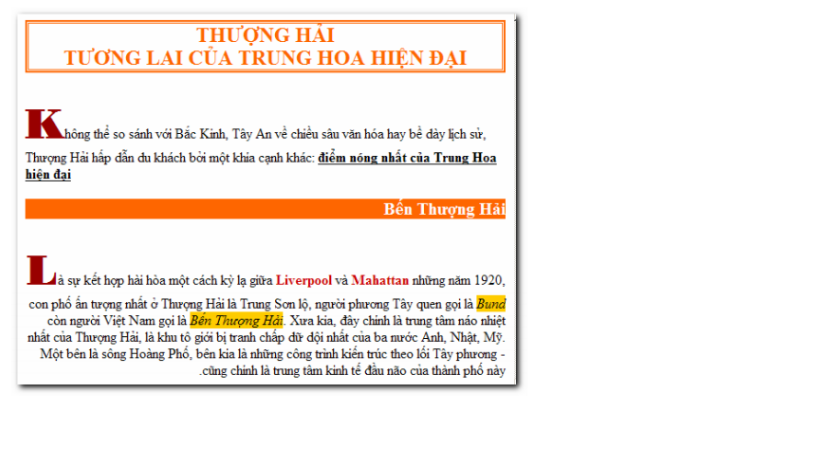 THƯỢNG HẢI
TƯƠNG LAI CỦA TRUNG HOA HIỆN ĐẠI
Không thể so sánh với Bắc Kinh, Tây An về chiều sâu văn hóa hay bề dày lịch sử,
Thượng Hải hấp dẫn du khách bởi một khía cạnh khác: điểm nóng nhất của Trung Hoa
hiện đại
Bến Thượng Hải
Là sự kết hợp hài hòa một cách kỳ lạ giữa Liverpool và Mahattan những năm 1920,
con phố ấn tượng nhất ở Thượng Hải là Trung Sơn lộ, người phương Tây quen gọi là Bund
còn người Việt Nam gọi là Bến Thượng Hải. Xưa kia, đây chính là trung tâm náo nhiệt
nhất của Thượng Hải, là khu tô giới bị tranh chấp dữ dội nhất của ba nước Anh, Nhật, Mỹ.
Một bên là sông Hoàng Phố, bên kia là những công trình kiến trúc theo lối Tây phương -
.cũng chính là trung tâm kinh tế đầu não của thành phố này